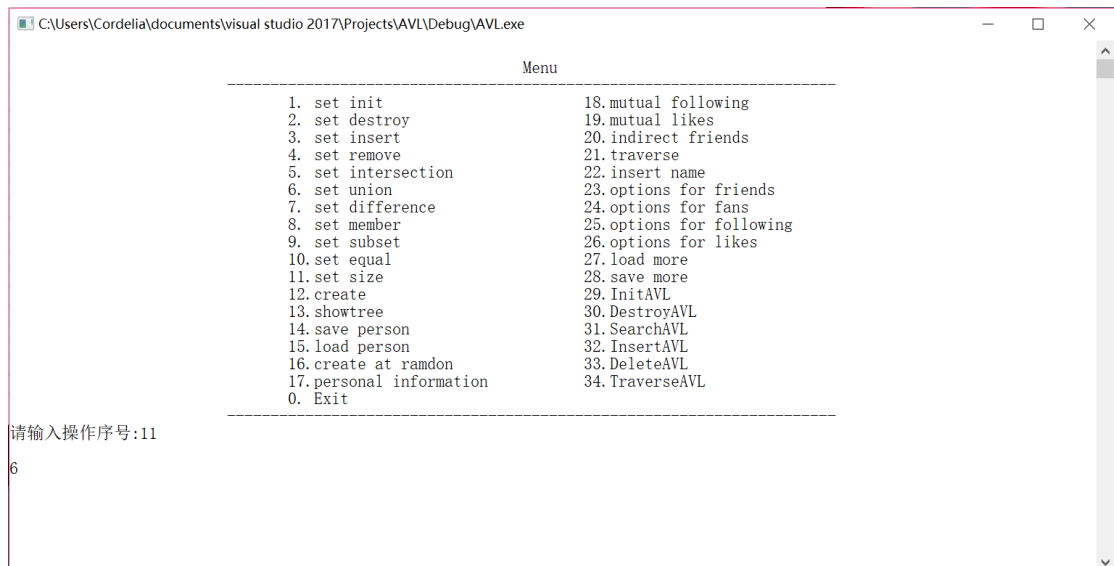 C:\Users\Cordelia\documents\visual studio 2017\Projects\AVL\Debug\AVL.exe
Menu
1. set init 18.mutual following
2. set destroy 19.mutual likes
3. set insert 20.indirect friends
4. set remove 21.traverse
5. set intersection 22.insert name
6. set union 23.options for friends
7. set difference 24.options for fans
8. set member 25.options for following
9. set subset 26.options for likes
10.set equal 27.load more
11.set size 28.save more
12.create 29.InitAVL
13.showtree 30.DestroyAVL
14.save person 31.SearchAVL
15.load person 32.InsertAVL
16.create at ramdon 33.DeleteAVL
17.personal information 34.TraverseAVL
0. Exit
请输入操作序号:11
6